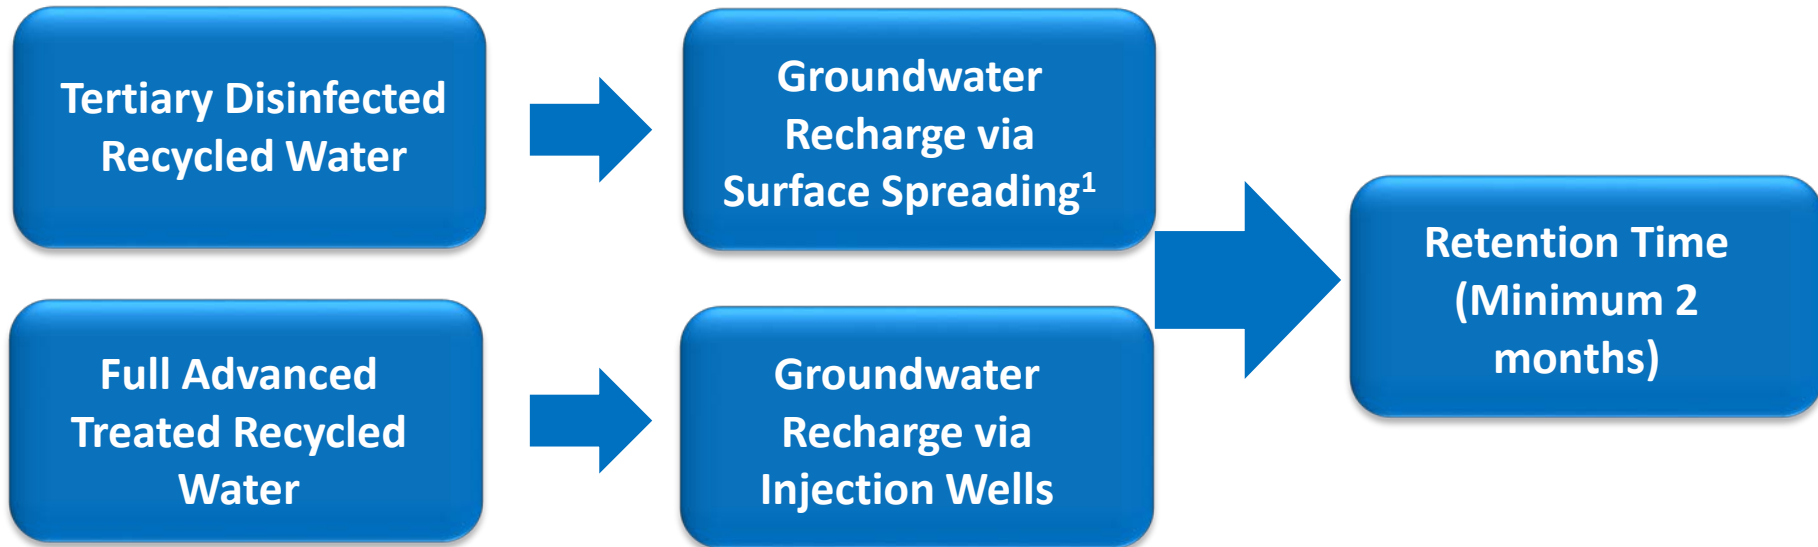 Tertiary Disinfected
Recycled Water
Groundwater
Recharge via
Surface Spreading¹
Full Advanced
Treated Recycled
Water
Groundwater
Recharge via
Injection Wells
Retention Time
(Minimum 2
months)